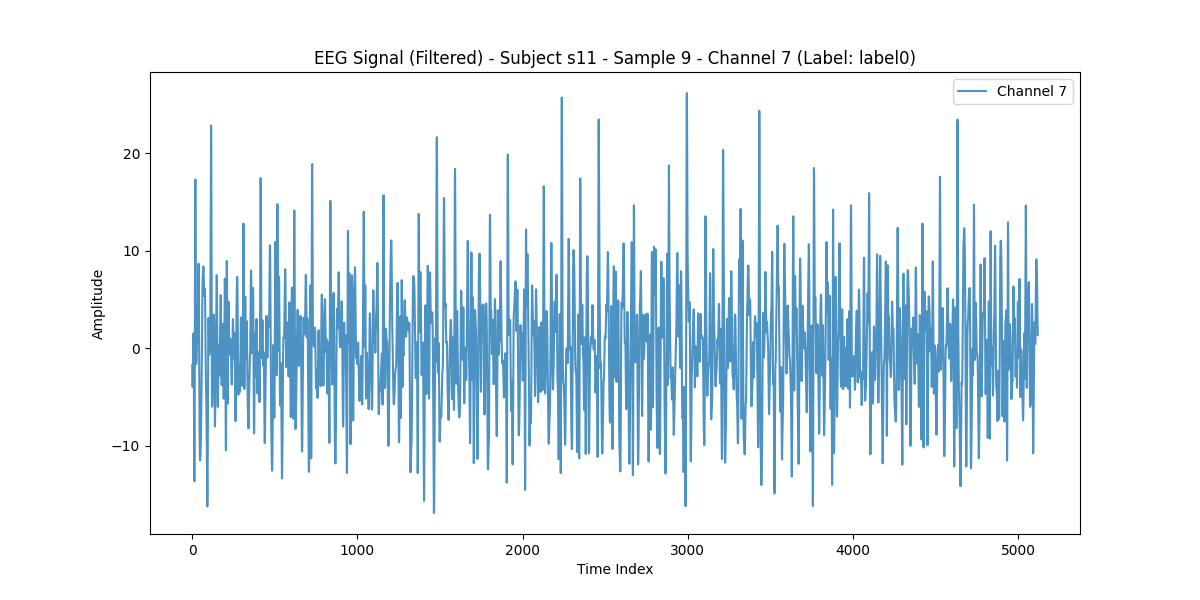 EEG Signal (Filtered) - Subject s11 - Sample 9 - Channel 7 (Label: label0)
Channel 7
Amplitude
20
10
0
−10
0 1000 2000 3000 4000 5000
Time Index